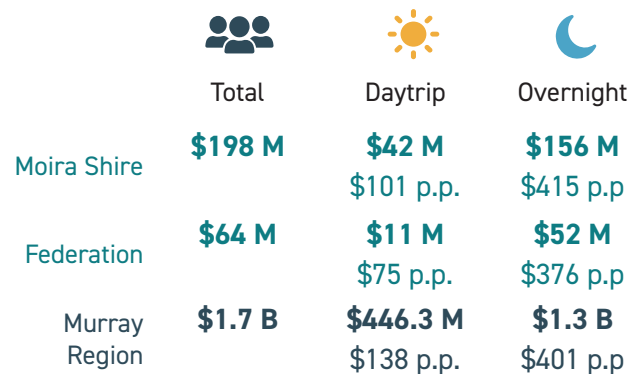 Total Daytrip Overnight
Moira Shire $198 M $42 M $156 M
$101 p.p. $415 p.p
Federation $64 M $11 M $52 M
$75 p.p. $376 p.p
Murray Region $1.7 B $446.3 M $1.3 B
$138 p.p. $401 p.p